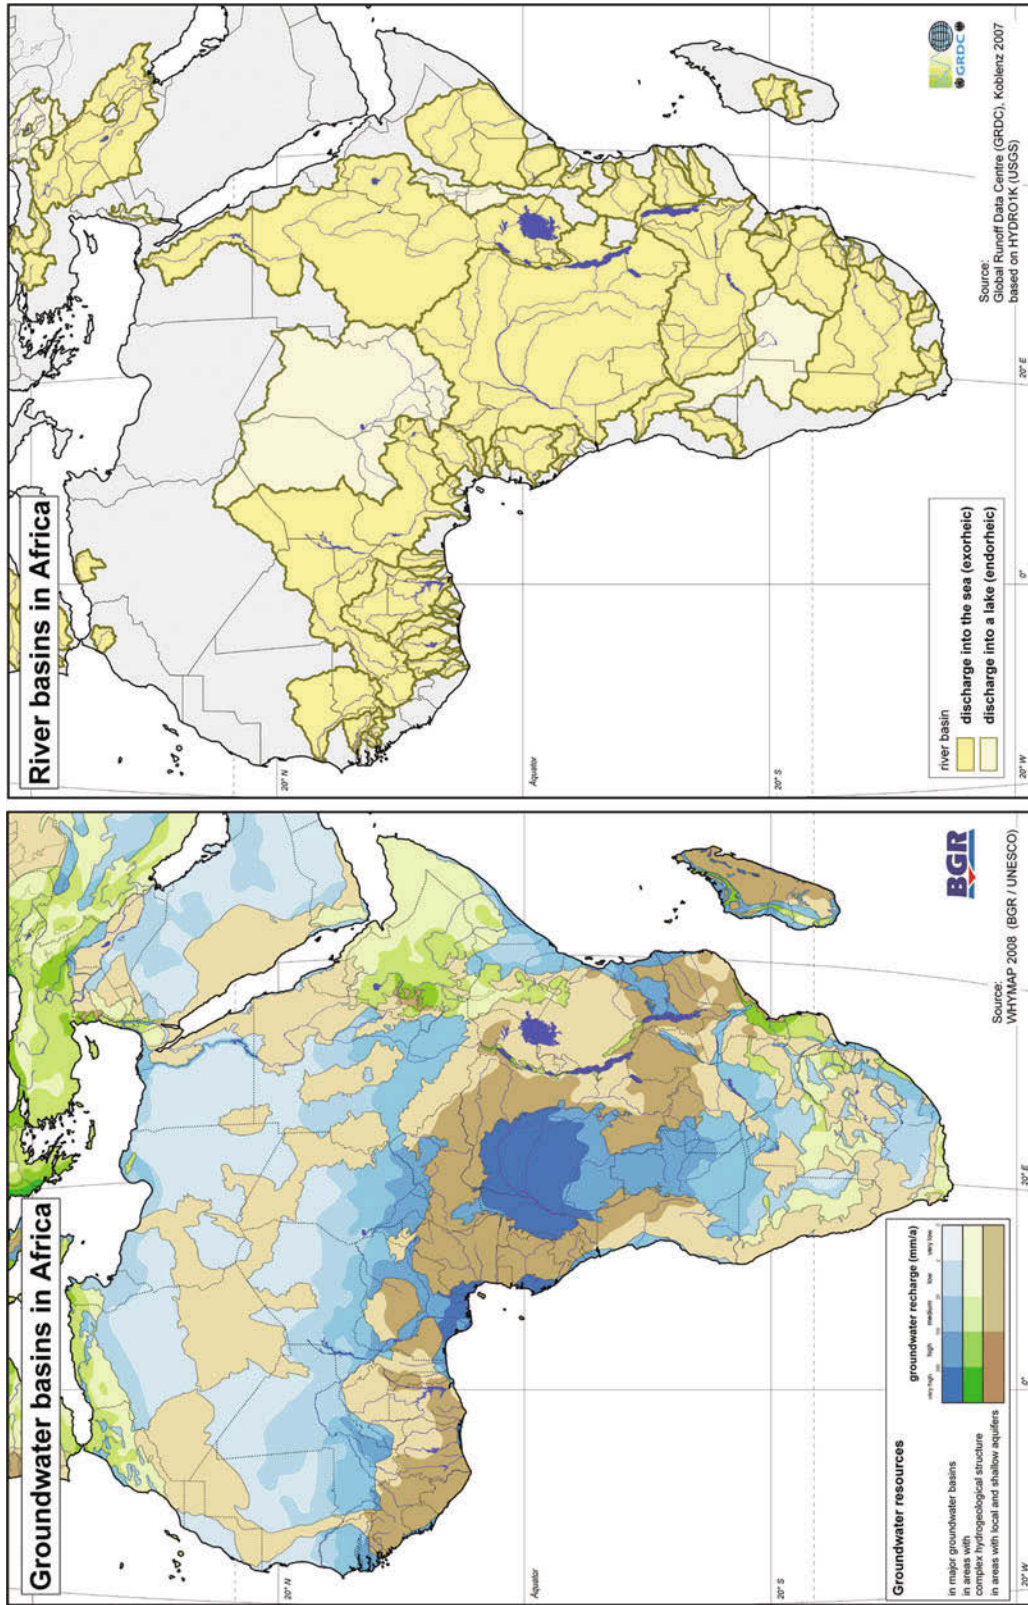 Groundwater basins in Africa
20° N
Aquator
20° S
20° W
0°
20° E
Groundwater resources
groundwater recharge (mm/a)
very high
high
medium
low
very low
in major groundwater basins
in areas with
complex hydrogeological structure
in areas with local and shallow aquifers
BGR
Source:
WHYMAP 2008 (BGR / UNESCO)
River basins in Africa
20° N
Aquator
20° S
20° W
0°
20° E
river basin
discharge into the sea (exorheic)
discharge into a lake (endorheic)
GRDC
Source:
Global Runoff Data Centre (GRDC), Koblenz 2007
based on HYDRO1K (USGS)